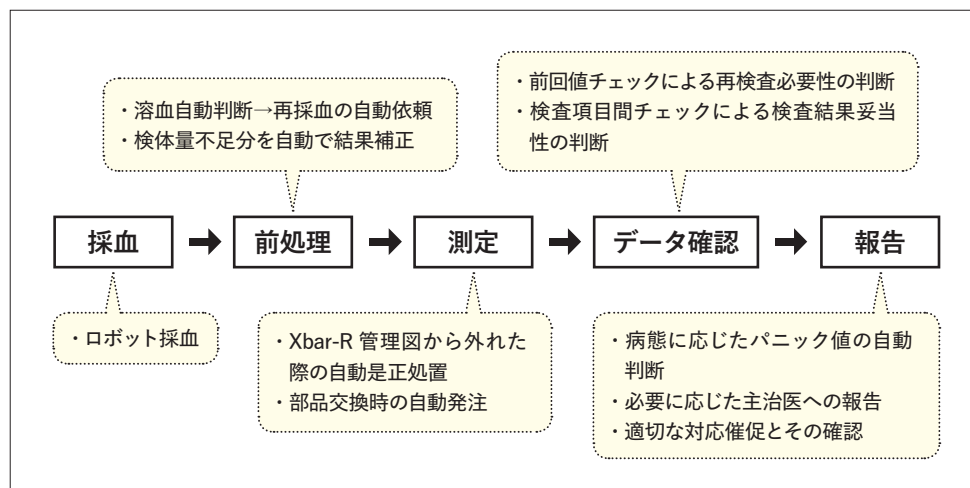 ・溶血自動判断→再採血の自動依頼
・検体量不足分を自動で結果補正
・前回値チェックによる再検査必要性の判断
・検査項目間チェックによる検査結果妥当
性の判断
採血
前処理
測定
データ確認
報告
・ロボット採血
・Xbar-R 管理図から外れた
際の自動是正処置
・部品交換時の自動発注
・病態に応じたパニック値の自動
判断
・必要に応じた主治医への報告
・適切な対応催促とその確認